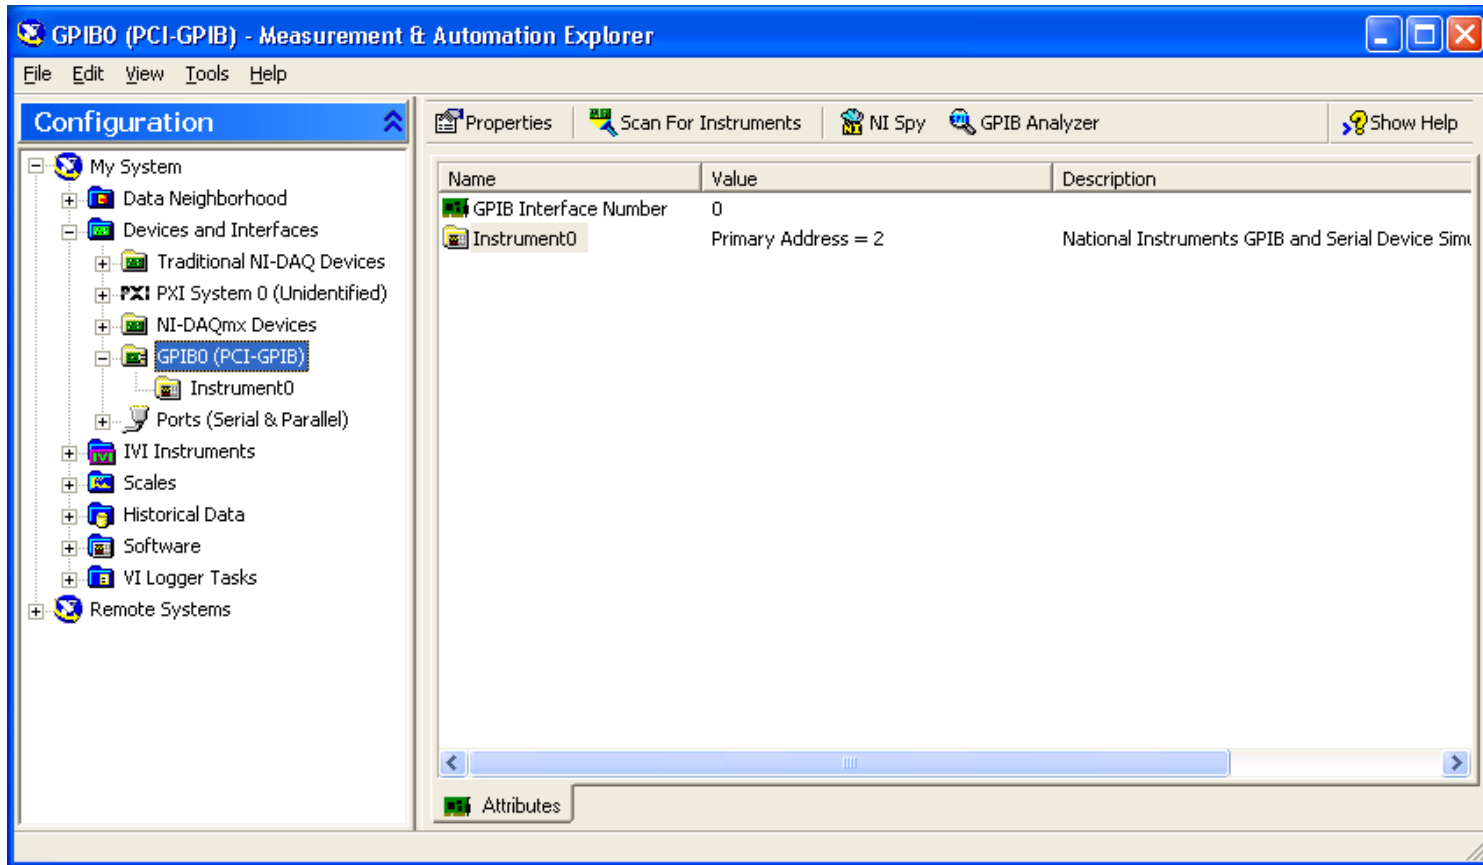 GPIB0 (PCI-GPIB) - Measurement & Automation Explorer
File Edit View Tools Help
Configuration
Properties Scan For Instruments NI Spy GPIB Analyzer Show Help
My System
Data Neighborhood
Devices and Interfaces
Traditional NI-DAQ Devices
PXI PXI System 0 (Unidentified)
NI-DAQmx Devices
GPIB0 (PCI-GPIB)
Instrument0
Ports (Serial & Parallel)
IVI Instruments
Scales
Historical Data
Software
VI Logger Tasks
Remote Systems
Name Value Description
GPIB Interface Number 0
Instrument0 Primary Address = 2 National Instruments GPIB and Serial Device
Attributes